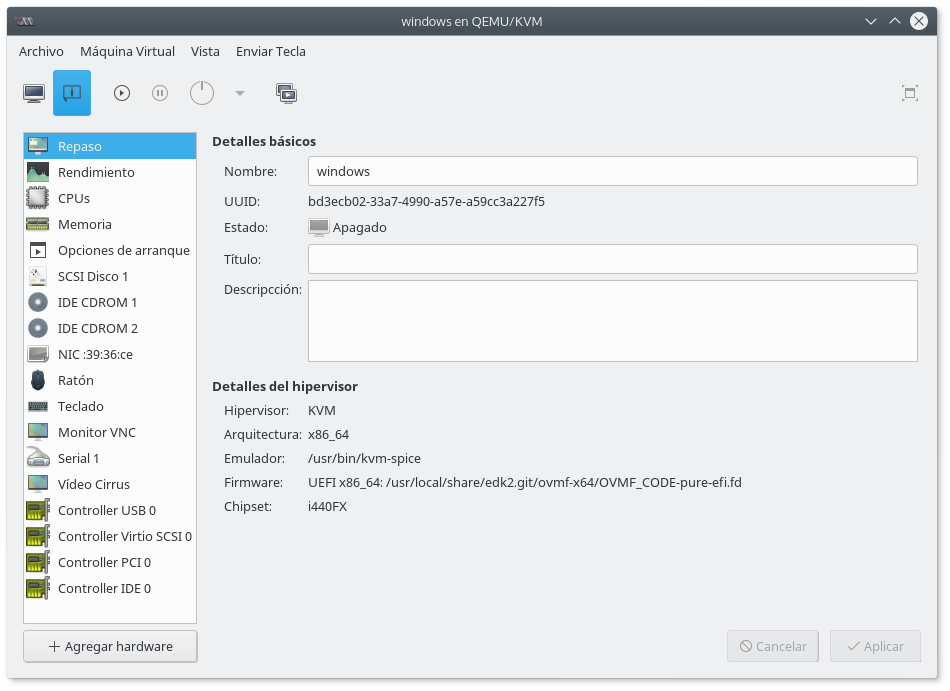 windows en QEMU/KVM
Archivo Máquina Virtual Vista Enviar Tecla
Repaso
Rendimiento
CPUs
Memoria
Opciones de arranque
SCSI Disco 1
IDE CDROM 1
IDE CDROM 2
NIC :39:36:ce
Ratón
Teclado
Monitor VNC
Serial 1
Vídeo Cirrus
Controller USB 0
Controller Virtio SCSI 0
Controller PCI 0
Controller IDE 0
Agregar hardware
Detalles básicos
Nombre: windows
UUID: bd3ecb02-33a7-4990-a57e-a59cc3a227f5
Estado: Apagado
Título:
Descripcción:
Detalles del hipervisor
Hipervisor: KVM
Arquitectura: x86_64
Emulador: /usr/bin/kvm-spice
Firmware: UEFI x86_64: /usr/local/share/edk2.git/ovmf-x64/OVMF_CODE-pure-efi.fd
Chipset: i440FX
Cancelar Aplicar